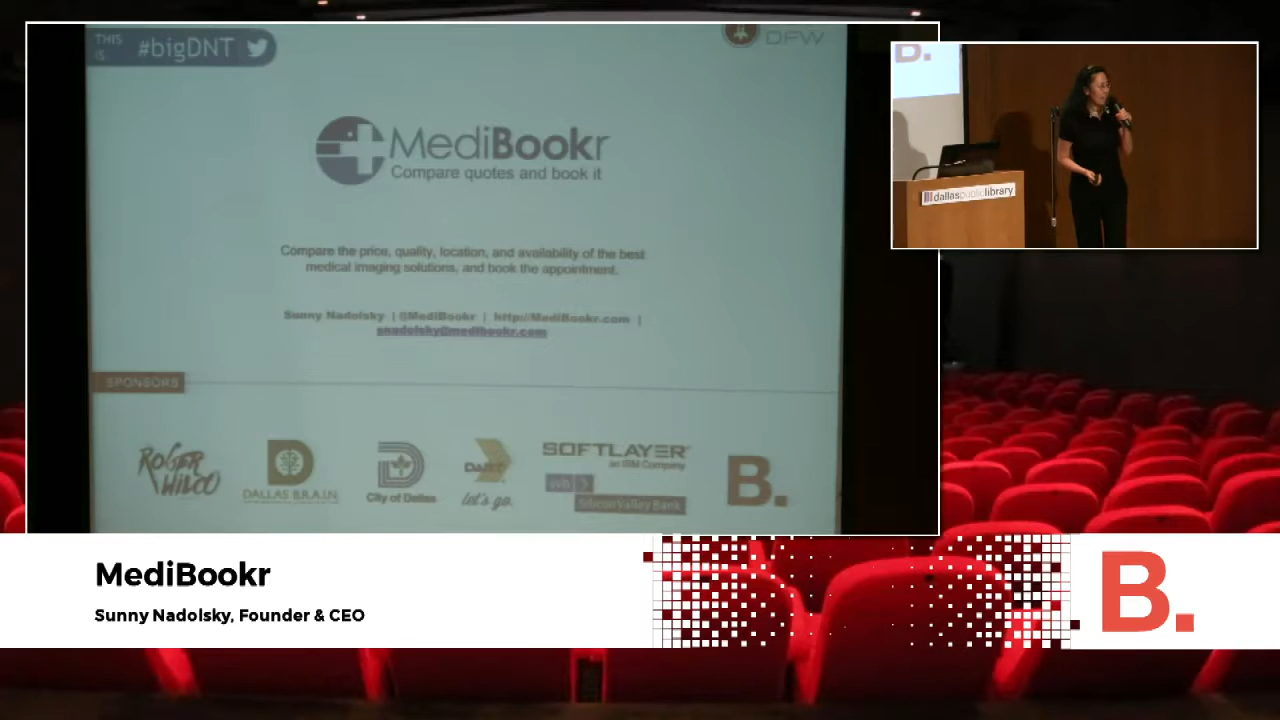 THIS
IS
#bigDNT
DFW
MediBookr
Compare quotes and book it
Compare the price, quality, location, and availability of the best
medical imaging solutions, and book the appointment.
Sunny Nadolsky | @MediBookr | http://MediBookr.com |
snadolsky@medibookr.com
SPONSORS
ROGER
WILCO
D
DALLAS B.R.A.I.N
City of Dallas
DART
let's go.
SOFTLAYER
an IBM Company
svb
Silicon Valley Bank
B.
B.
dallaspubliclibrary
MediBookr
Sunny Nadolsky, Founder & CEO
B.